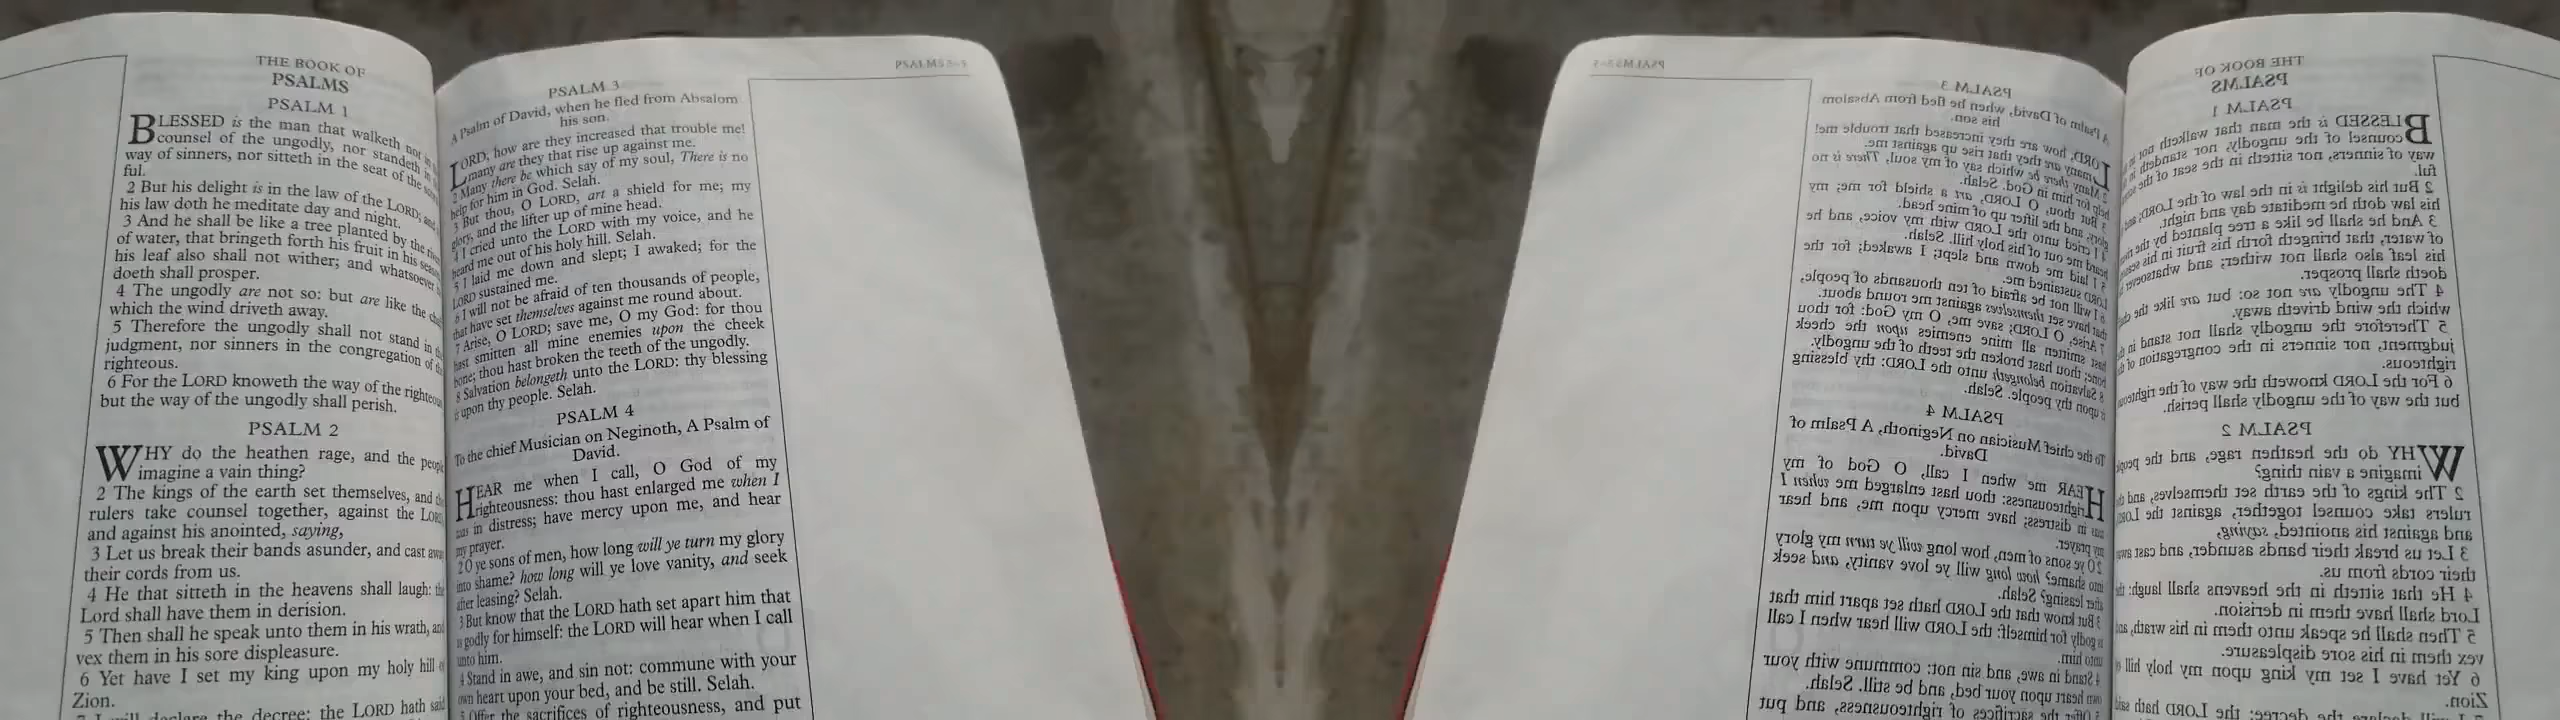 THE BOOK OF
PSALMS
PSALM 1
BLESSED is the man that walketh not in
counsel of the ungodly, nor standeth in
way of sinners, nor sitteth in the seat of the
ful.
2 But his delight is in the law of the LORD; and
his law doth he meditate day and night.
3 And he shall be like a tree planted by the
of water, that bringeth forth his fruit in his
his leaf also shall not wither; and whatsoever
doeth shall prosper.
4 The ungodly are not so: but are like the
which the wind driveth away.
5 Therefore the ungodly shall not stand in
judgment, nor sinners in the congregation of
righteous.
6 For the LORD knoweth the way of the
but the way of the ungodly shall perish.
PSALM 2
WHY do the heathen rage, and the
imagine a vain thing?
2 The kings of the earth set themselves, and
rulers take counsel together, against the
and against his anointed, saying,
3 Let us break their bands asunder, and cast
their cords from us.
4 He that sitteth in the heavens shall laugh:
Lord shall have them in derision.
5 Then shall he speak unto them in his wrath,
vex them in his sore displeasure.
6 Yet have I set my king upon my holy hill
Zion.
7 I will declare the decree: the LORD hath said
PSALMS 3-5
PSALM 3
A Psalm of David, when he fled from Absalom
his son.
LORD, how are they increased that trouble me!
many are they that rise up against me.
2 Many there be which say of my soul, There is no
help for him in God. Selah.
3 But thou, O LORD, art a shield for me; my
glory, and the lifter up of mine head.
4 I cried unto the LORD with my voice, and he
heard me out of his holy hill. Selah.
5 I laid me down and slept; I awaked; for the
LORD sustained me.
6 I will not be afraid of ten thousands of people,
that have set themselves against me round about.
7 Arise, O LORD; save me, O my God: for thou
hast smitten all mine enemies upon the cheek
bone; thou hast broken the teeth of the ungodly.
8 Salvation belongeth unto the LORD: thy blessing
is upon thy people. Selah.
PSALM 4
To the chief Musician on Neginoth, A Psalm of
David.
HEAR me when I call, O God of my
righteousness: thou hast enlarged me when I
was in distress; have mercy upon me, and hear
my prayer.
2 O ye sons of men, how long will ye turn my glory
into shame? how long will ye love vanity, and seek
after leasing? Selah.
3 But know that the LORD hath set apart him that
is godly for himself: the LORD will hear when I call
unto him.
4 Stand in awe, and sin not: commune with your
own heart upon your bed, and be still. Selah.
5 Offer the sacrifices of righteousness, and put